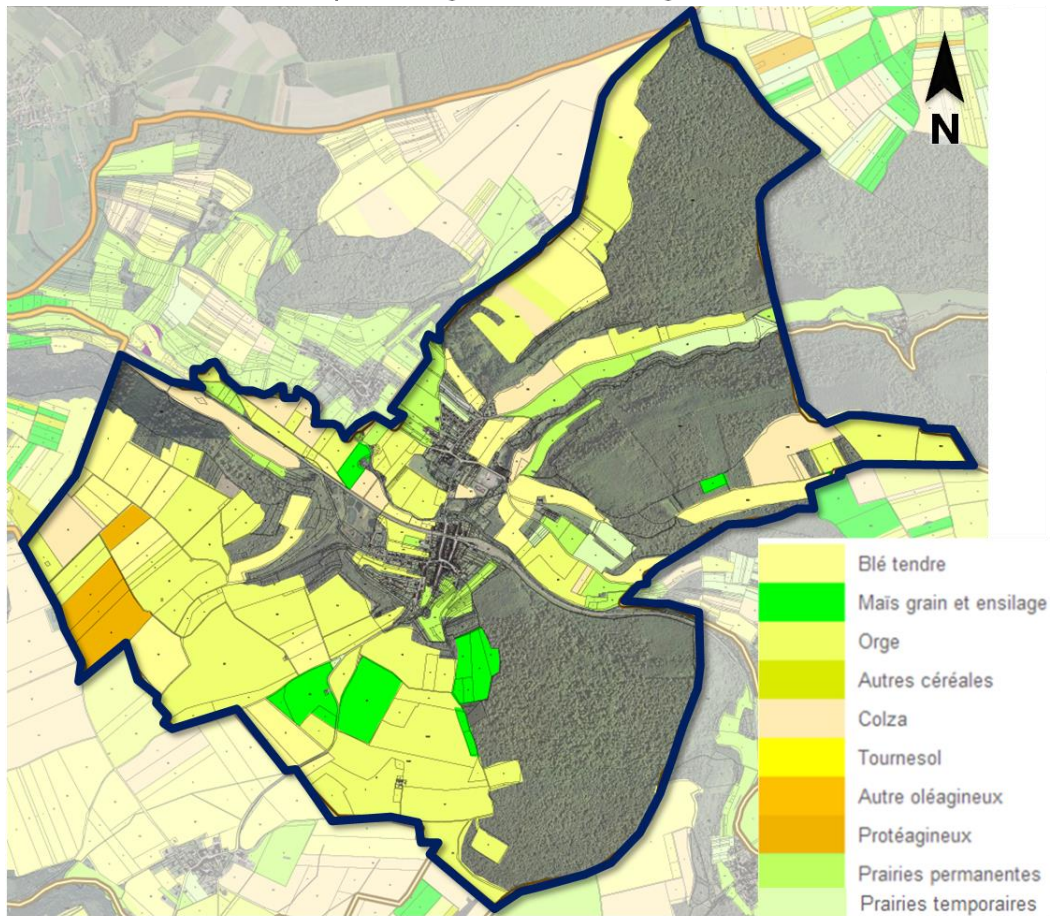 N
Blé tendre
Maïs grain et ensilage
Orge
Autres céréales
Colza
Tournesol
Autre oléagineux
Protéagineux
Prairies permanentes
Prairies temporaires